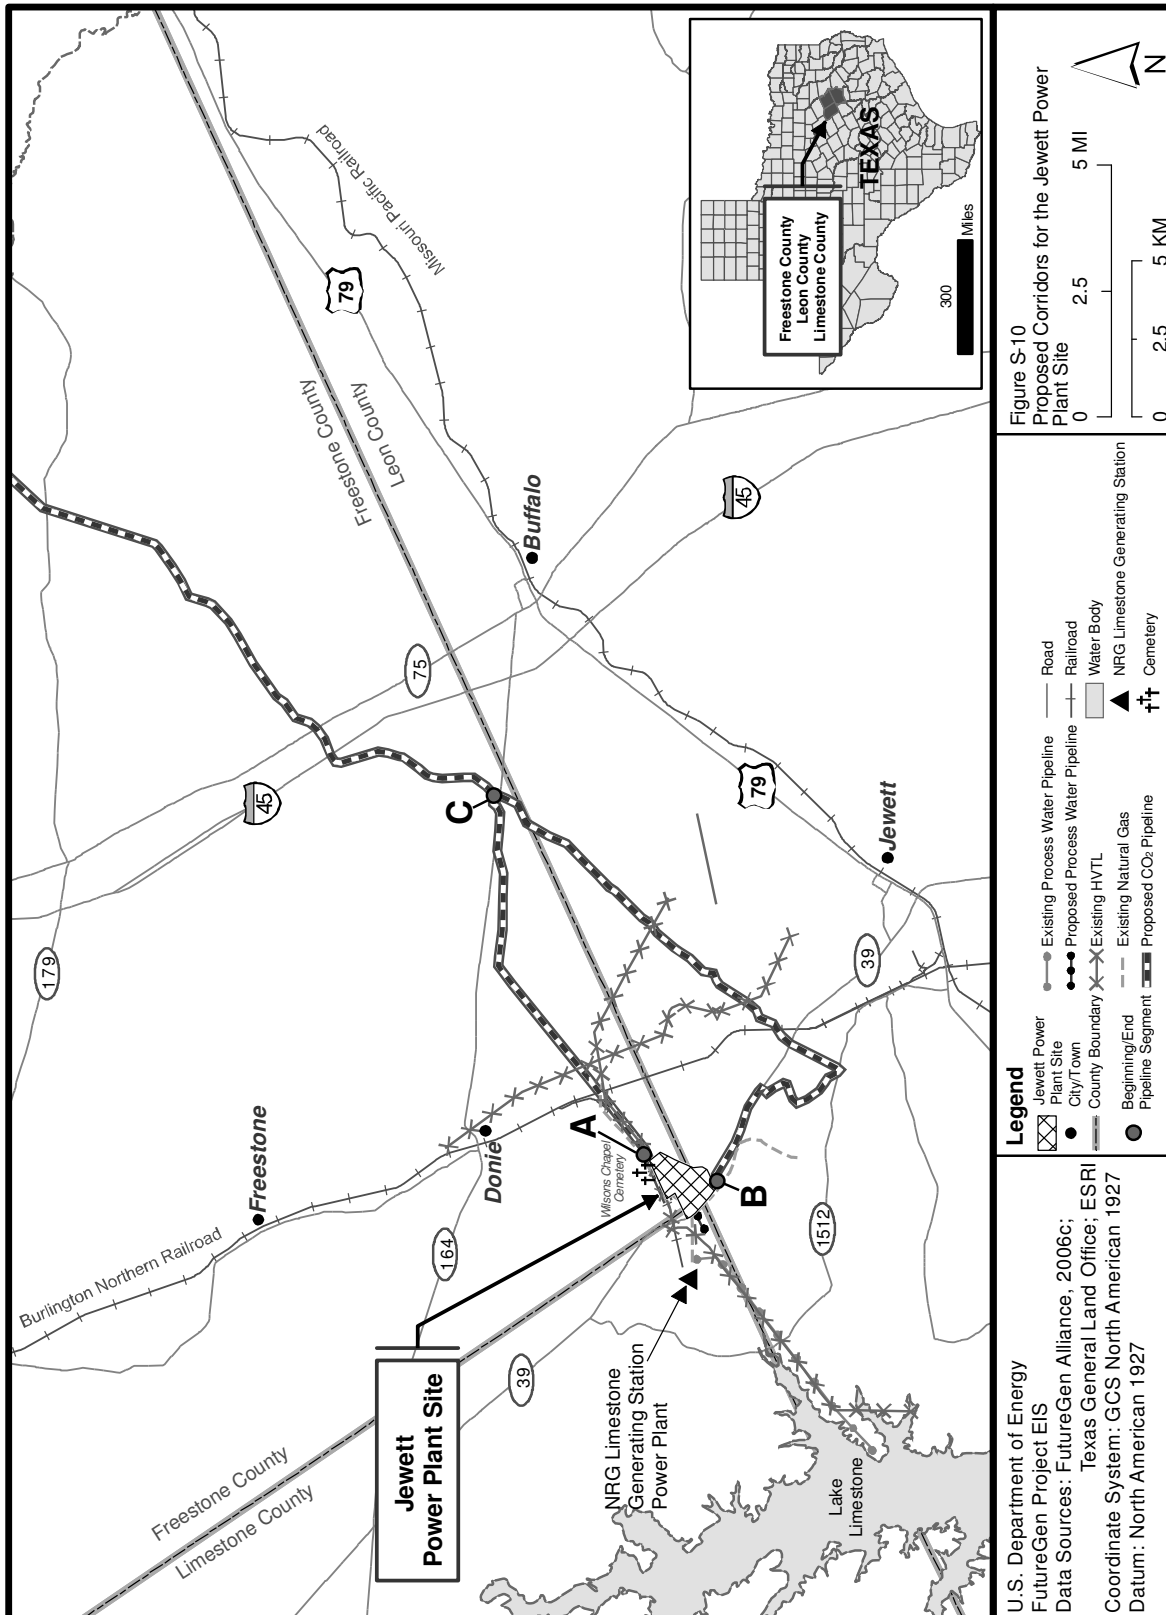 Freestone County
Limestone County
Freestone County
Leon County
Missouri Pacific Railroad
Burlington Northern Railroad
79
79
45
45
75
179
164
39
39
1512
Freestone
Donie
Buffalo
Jewett
A
B
C
Wilsons Chapel
Cemetery
Jewett
Power Plant Site
NRG Limestone
Generating Station
Power Plant
Lake
Limestone
TEXAS
Freestone County
Leon County
Limestone County
300
Miles
U.S. Department of Energy
FutureGen Project EIS
Data Sources: FutureGen Alliance, 2006c;
Texas General Land Office; ESRI
Coordinate System: GCS North American 1927
Datum: North American 1927
Legend
Jewett Power
Plant Site
City/Town
County Boundary
Beginning/End
Pipeline Segment
Existing Process Water Pipeline
Proposed Process Water Pipeline
Existing HVTL
Existing Natural Gas
Proposed CO₂ Pipeline
Road
Railroad
Water Body
NRG Limestone Generating Station
Cemetery
Figure S-10
Proposed Corridors for the Jewett Power
Plant Site
0 2.5 5 MI
0 2.5 5 KM
N